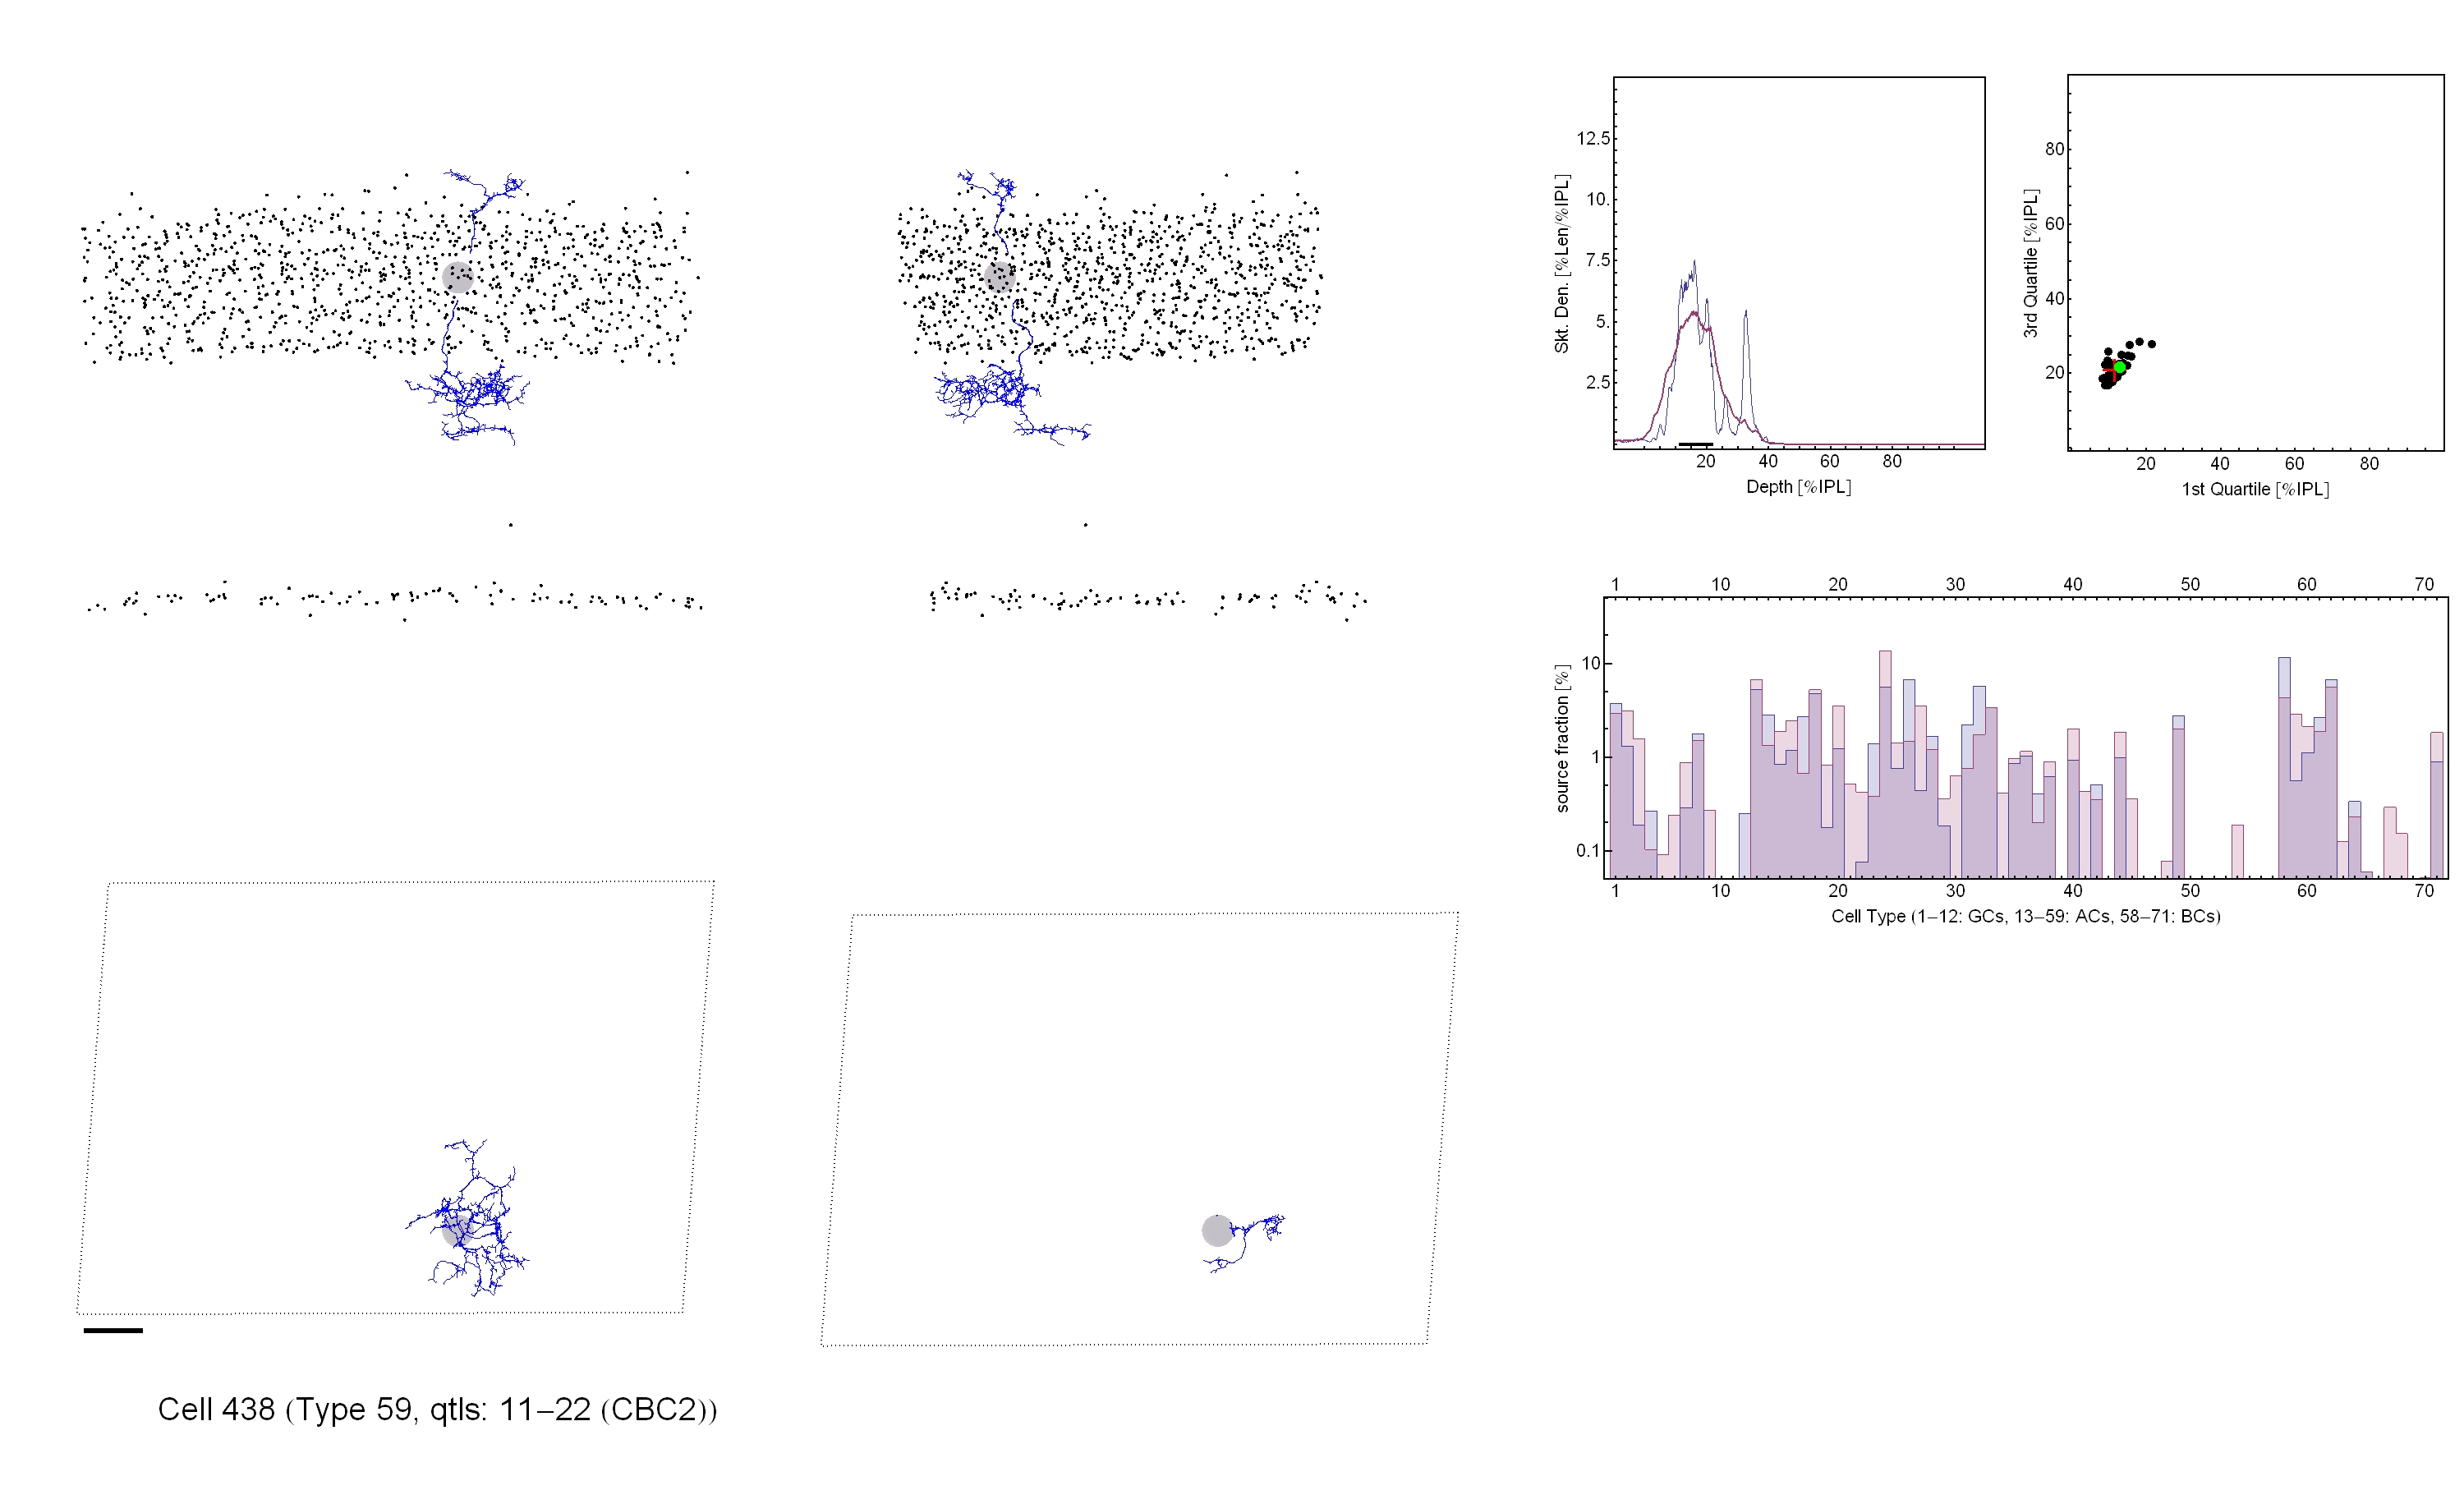 12.5
10.
7.5
5.
2.5
Skt. Den. [%Len/%IPL]
20 40 60 80
Depth [%IPL]
80
60
40
20
3rd Quartile [%IPL]
20 40 60 80
1st Quartile [%IPL]
1 10 20 30 40 50 60 70
10
1
0.1
source fraction [%]
1 10 20 30 40 50 60 70
Cell Type (1–12: GCs, 13–59: ACs, 58–71: BCs)
Cell 438 (Type 59, qtls: 11–22 (CBC2))